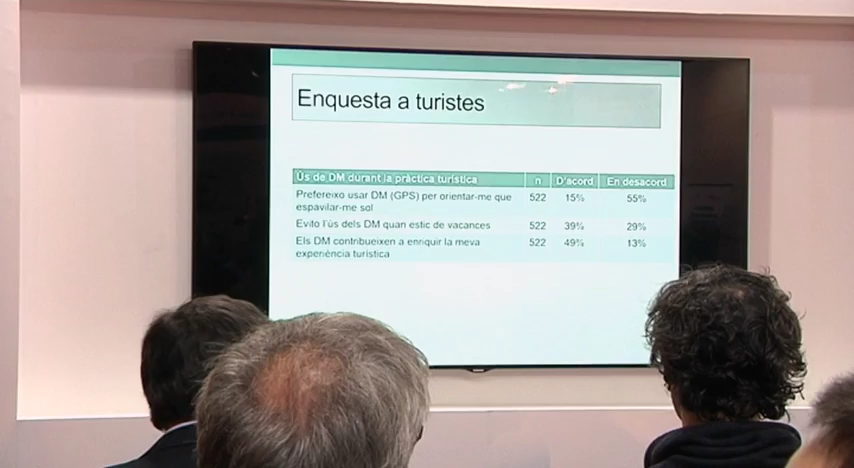 Enquesta a turistes
Ús de DM durant la pràctica turística n D'acord En desacord
Prefereixo usar DM (GPS) per orientar-me que 522 15% 55%
espavilar-me sol
Evito l'ús dels DM quan estic de vacances 522 39% 29%
Els DM contribueixen a enriquir la meva 522 49% 13%
experiència turística